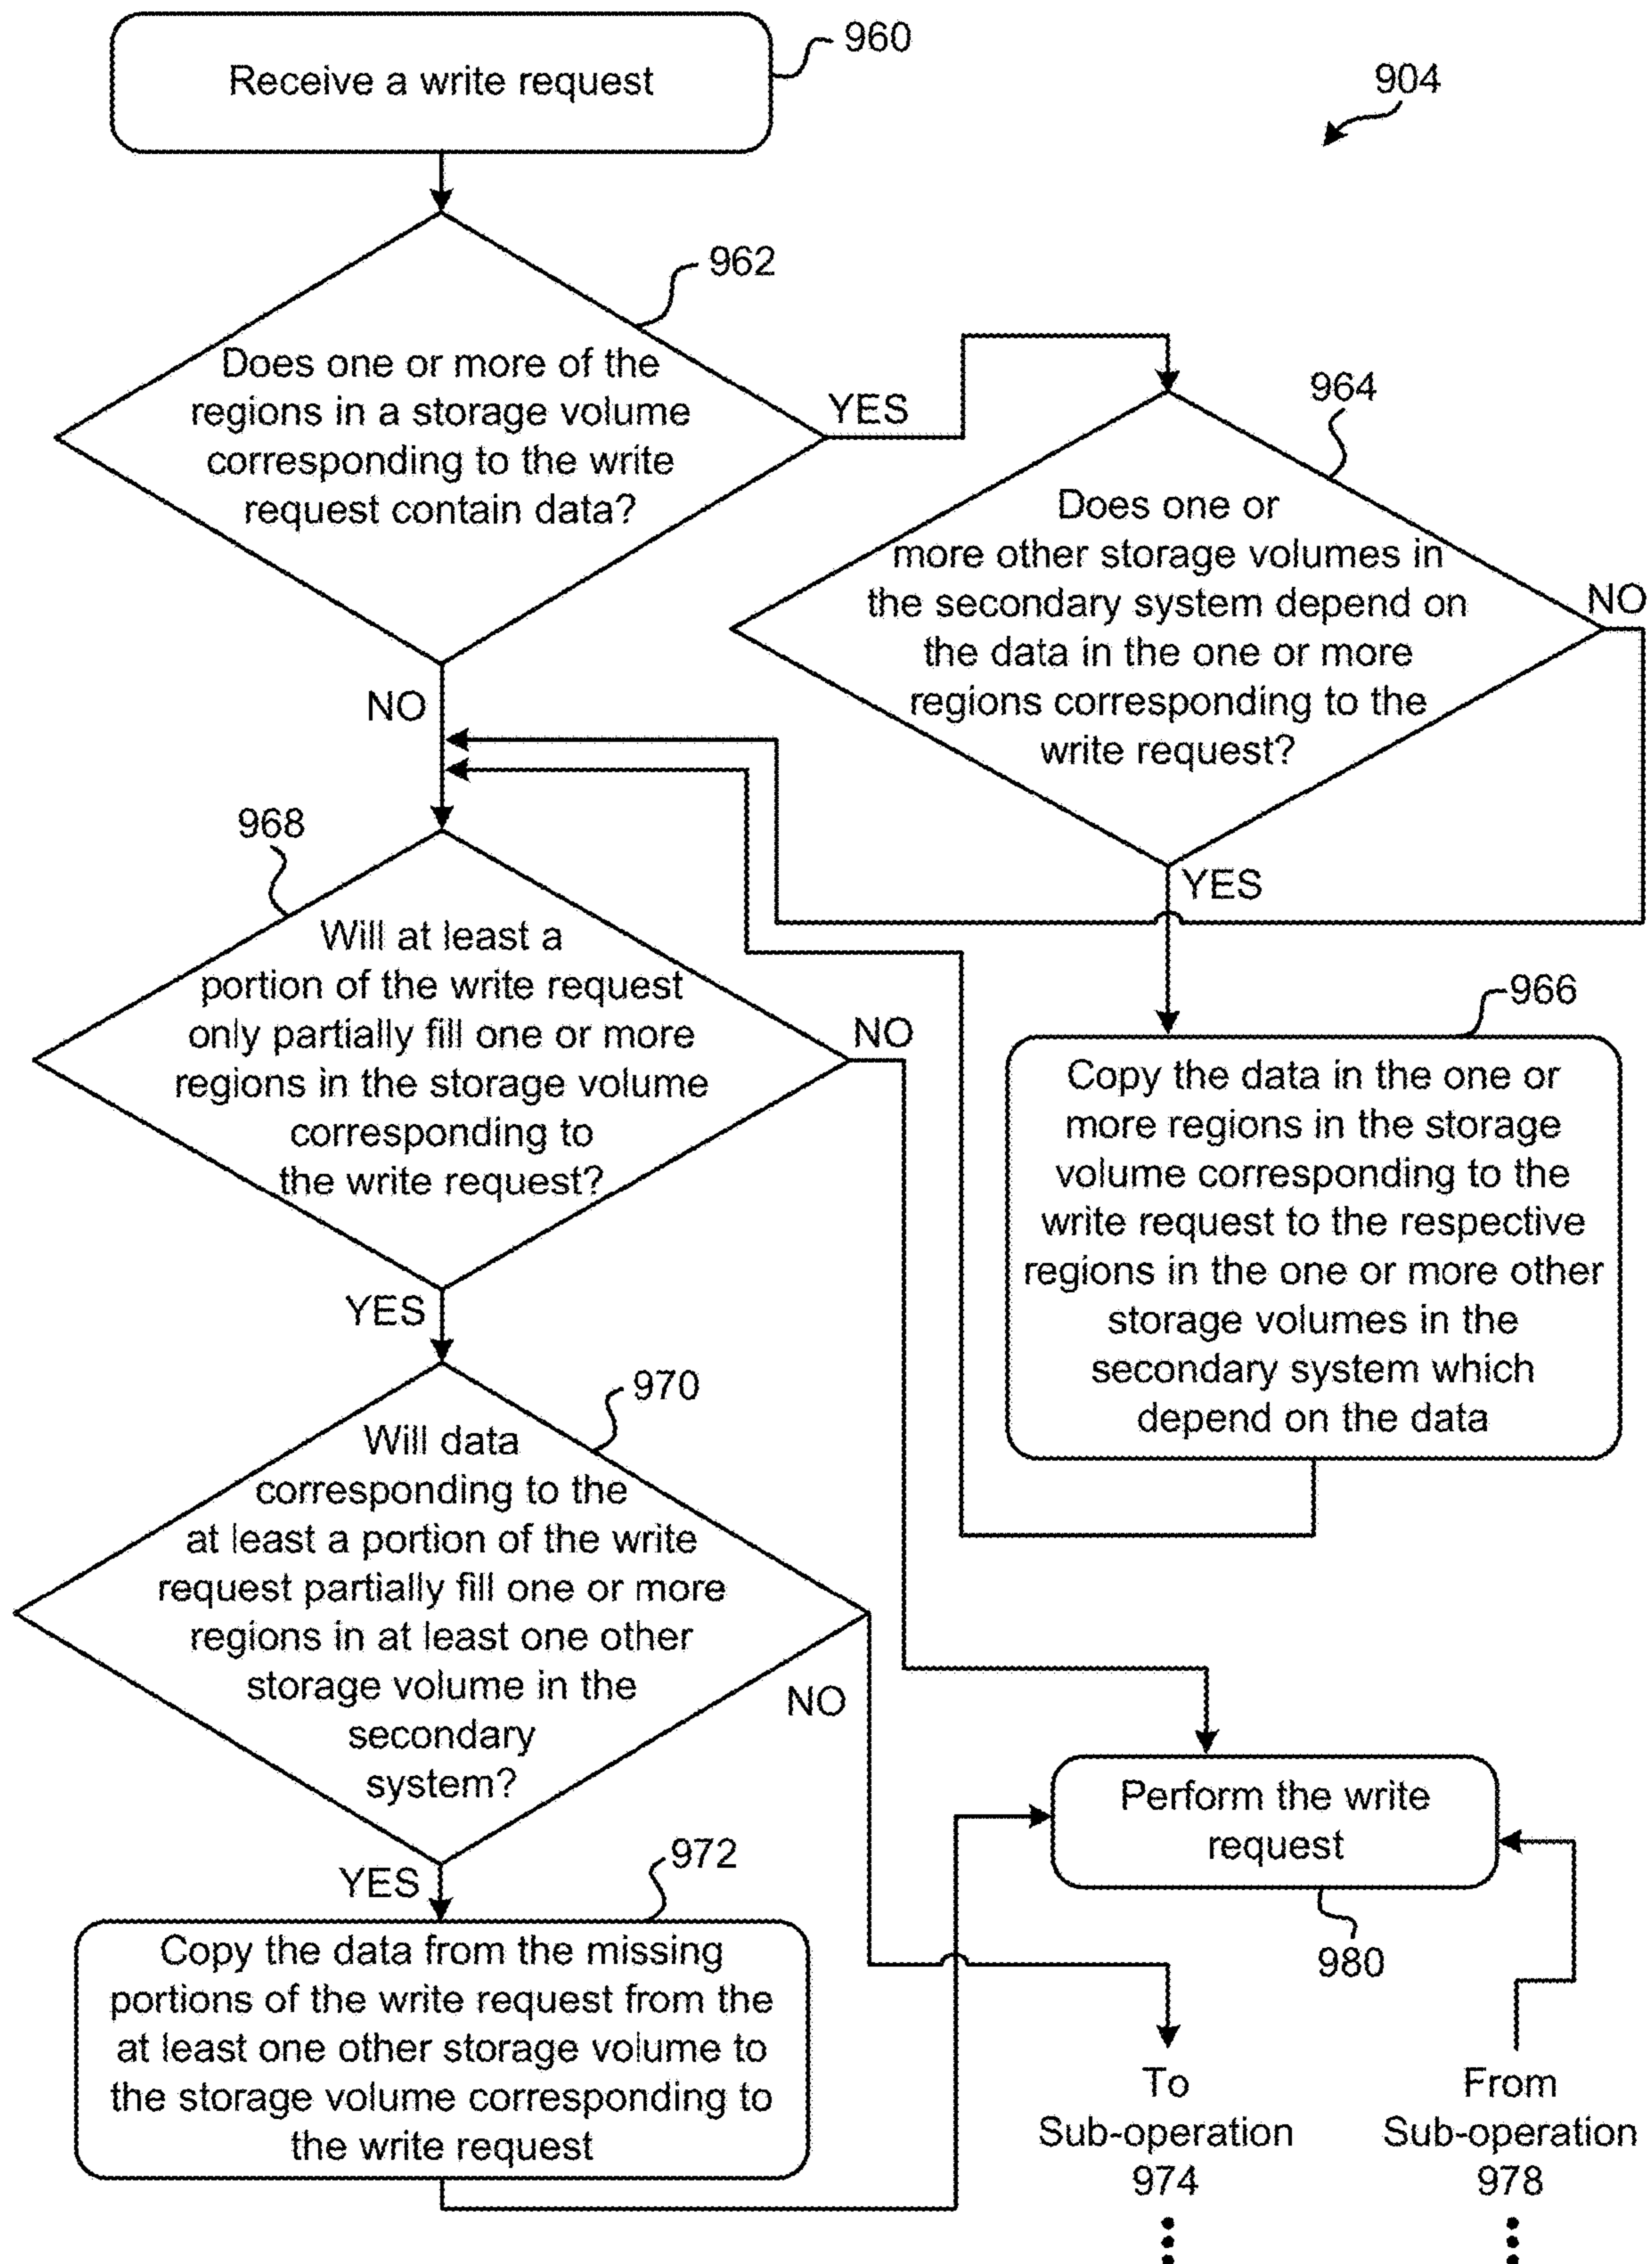 Receive a write request
960
904
962
Does one or more of the
regions in a storage volume
corresponding to the write
request contain data?
YES
NO
964
Does one or
more other storage volumes in
the secondary system depend on
the data in the one or more
regions corresponding to the
write request?
NO
YES
966
Copy the data in the one or
more regions in the storage
volume corresponding to the
write request to the respective
regions in the one or more other
storage volumes in the
secondary system which
depend on the data
968
Will at least a
portion of the write request
only partially fill one or more
regions in the storage volume
corresponding to
the write request?
NO
YES
970
Will data
corresponding to the
at least a portion of the write
request partially fill one or more
regions in at least one other
storage volume in the
secondary
system?
NO
YES
972
Copy the data from the missing
portions of the write request from the
at least one other storage volume to
the storage volume corresponding to
the write request
Perform the write
request
980
To
Sub-operation
974
From
Sub-operation
978